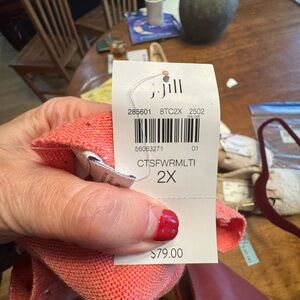 j.jill
285601 8TC2X 2502
56063271 01
CTSFWRMLTI
2X
$79.00